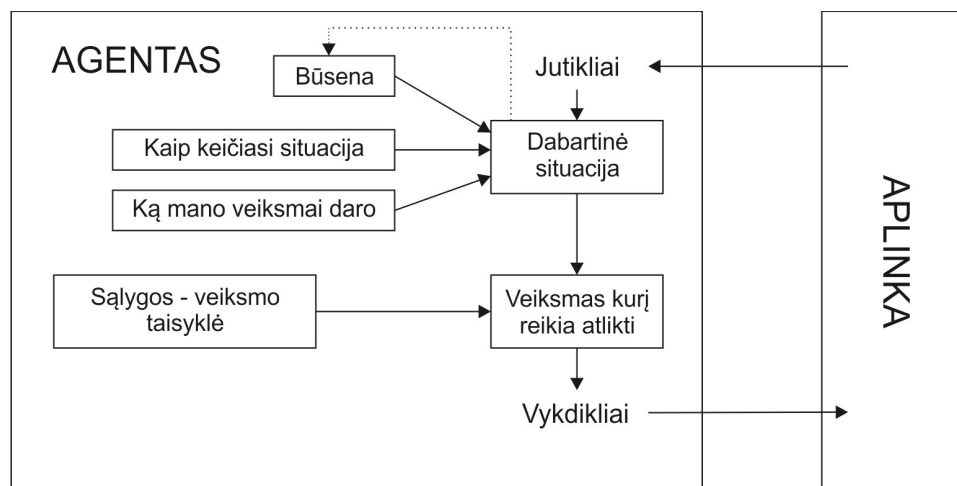 AGENTAS
Būsena
Jutikliai
Kaip keičiasi situacija
Dabartinė
situacija
Ką mano veiksmai daro
Sąlygos - veiksmo
taisyklė
Veiksmas kurį
reikia atlikti
Vykdikliai
APLINKA